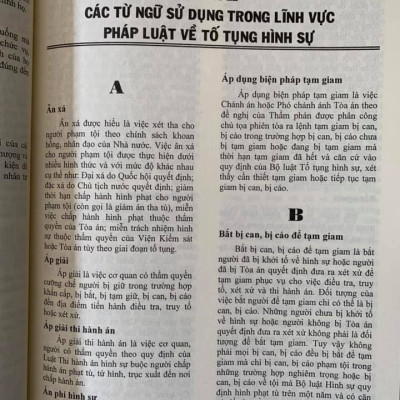 CÁC TỪ NGỮ SỬ DỤNG TRONG LĨNH VỰC
PHÁP LUẬT VỀ TỐ TỤNG HÌNH SỰ
A
Ân xá
Ân xá được hiểu là việc xét tha cho
người phạm tội theo chính sách khoan
hồng, nhân đạo của Nhà nước. Việc ân xá
cho người phạm tội được thực hiện dưới
nhiều hình thức và với mức độ khác nhau
cụ thể như: Đại xá do Quốc hội quyết định;
đặc xá do Chủ tịch nước quyết định; giảm
thời hạn chấp hành hình phạt cho người
phạm tội (còn gọi là giảm án tha tù), miễn
việc chấp hành hình phạt thuộc thẩm
quyền của Tòa án; miễn trách nhiệm hình
sự thuộc thẩm quyền của Viện Kiểm sát
hoặc Tòa án tùy theo giai đoạn tố tụng.
Áp giải
Áp giải là việc cơ quan có thẩm quyền
cưỡng chế người bị giữ trong trường hợp
khẩn cấp, bị bắt, bị tạm giữ, bị can, bị cáo
đến địa điểm tiến hành điều tra, truy tố
hoặc xét xử.
Áp giải thi hành án
Áp giải thi hành án là việc cơ quan,
người có thẩm quyền theo quy định của
Luật Thi hành án hình sự buộc người chấp
hành án phạt tù, tử hình, trục xuất đến nơi
chấp hành án.
Án phí hình sự
Áp dụng biện pháp tạm giam
Áp dụng biện pháp tạm giam là việc
Chánh án hoặc Phó chánh án Tòa án theo
đề nghị của Thẩm phán được phân công
chủ tọa phiên tòa ra lệnh tạm giam bị can,
bị cáo trong trường hợp bị can, bị cáo chưa
bị tạm giam hoặc đang bị tạm giam mà
thời hạn tạm giam đã hết và căn cứ vào
quy định của Bộ luật Tố tụng hình sự, xét
thấy cần thiết tạm giam hoặc tiếp tục tạm
giam bị can, bị cáo.
B
Bắt bị can, bị cáo để tạm giam
Bắt bị can, bị cáo để tạm giam là bắt
người đã bị khởi tố về hình sự hoặc người
đã bị Tòa án quyết định đưa ra xét xử để
tạm giam phục vụ cho việc điều tra, truy
tố, xét xử và thi hành án. Đối tượng của
việc bắt người để tạm giam chỉ có thể là bị
can, bị cáo. Những người chưa bị khởi tố
về hình sự hoặc người không bị Tòa án
quyết định đưa ra xét xử không phải là đối
tượng để bắt tạm giam. Tuy vậy không
phải mọi bị can, bị cáo đều bị bắt để tạm
giam mà chỉ bị can, bị cáo phạm tội trong
những trường hợp nghiêm trọng hoặc bị
can, bị cáo về tội mà Bộ luật Hình sự quy